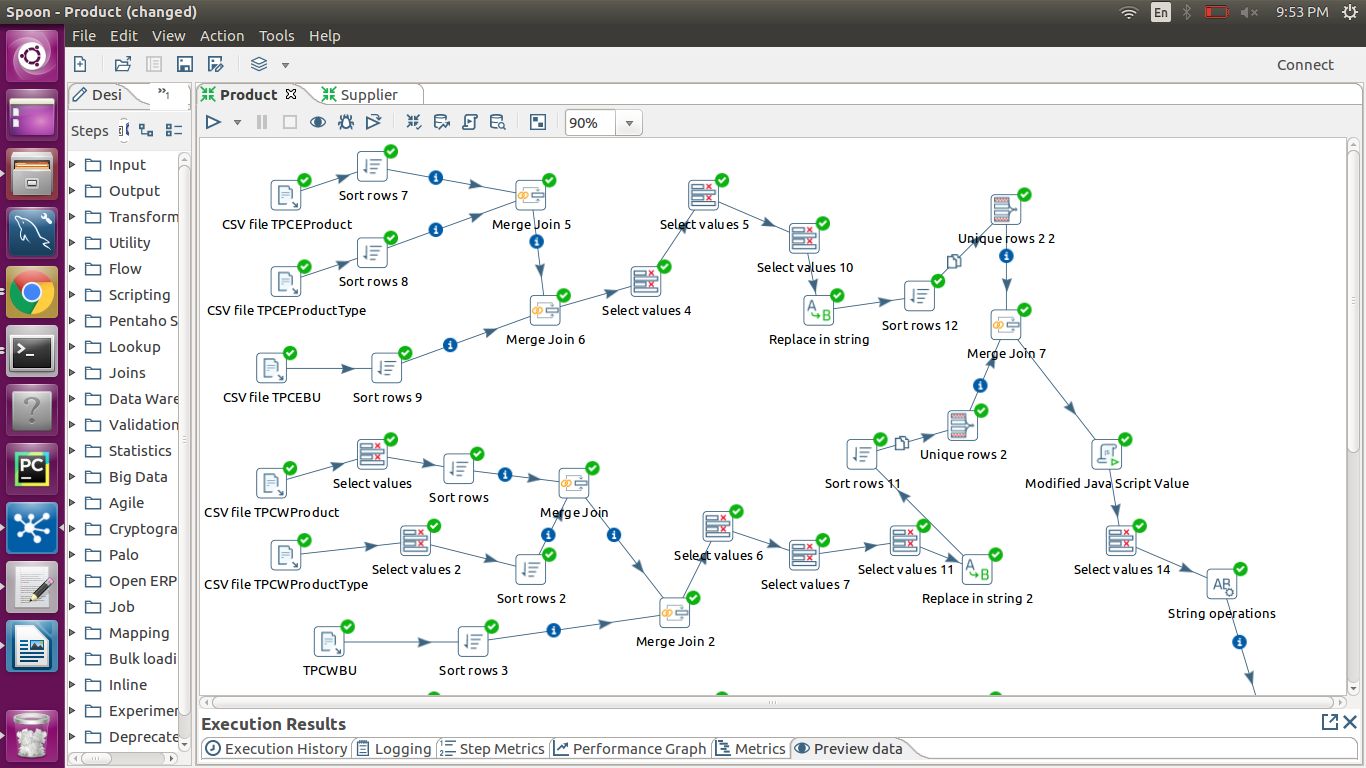 Spoon - Product (changed)
En
9:53 PM
File Edit View Action Tools Help
Connect
Desi
»1
Product
Supplier
Steps
90%
Input
Output
Transform
Utility
Flow
Scripting
Pentaho S
Lookup
Joins
Data Ware
Validation
Statistics
Big Data
Agile
Cryptogra
Palo
Open ERP
Job
Mapping
Bulk loadi
Inline
Experimen
Deprecate
PC
CSV file TPCEProduct
Sort rows 7
Merge Join 5
CSV file TPCEProductType
Sort rows 8
Merge Join 6
CSV file TPCEBU
Sort rows 9
Select values 4
Select values 5
Select values 10
A B
Replace in string
Sort rows 12
Unique rows 2 2
Merge Join 7
CSV file TPCWProduct
Select values
Sort rows
Merge Join
CSV file TPCWProductType
Select values 2
Sort rows 2
TPCWBU
Sort rows 3
Merge Join 2
Select values 6
Select values 7
Select values 11
A B
Replace in string 2
Sort rows 11
Unique rows 2
Modified Java Script Value
Select values 14
AB
String operations
Execution Results
Execution History
Logging
Step Metrics
Performance Graph
Metrics
Preview data